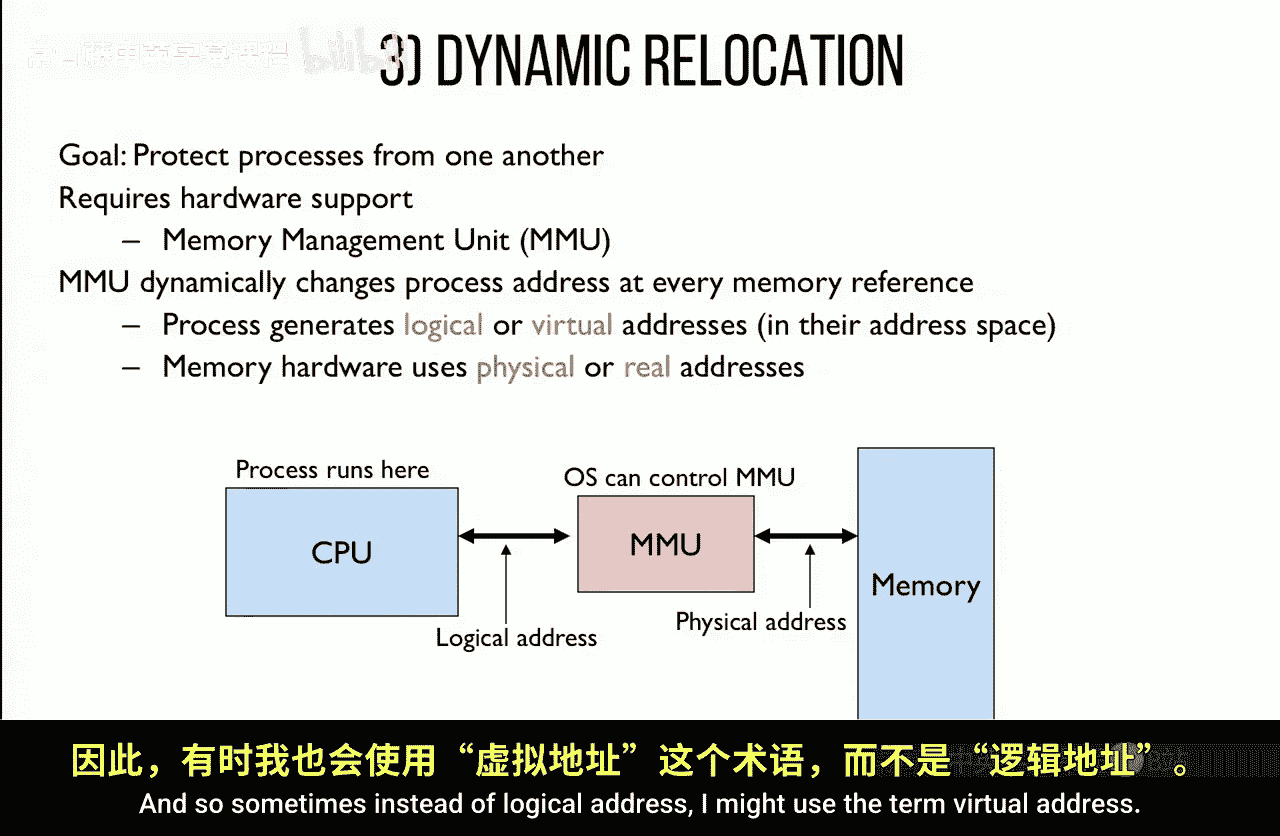 3) DYNAMIC RELOCATION
Goal: Protect processes from one another
Requires hardware support
– Memory Management Unit (MMU)
MMU dynamically changes process address at every memory reference
– Process generates logical or virtual addresses (in their address space)
– Memory hardware uses physical or real addresses
Process runs here
OS can control MMU
CPU
MMU
Memory
Logical address
Physical address
因此，有时我也会使用“虚拟地址”这个术语，而不是“逻辑地址”。
And so sometimes instead of logical address, I might use the term virtual address.